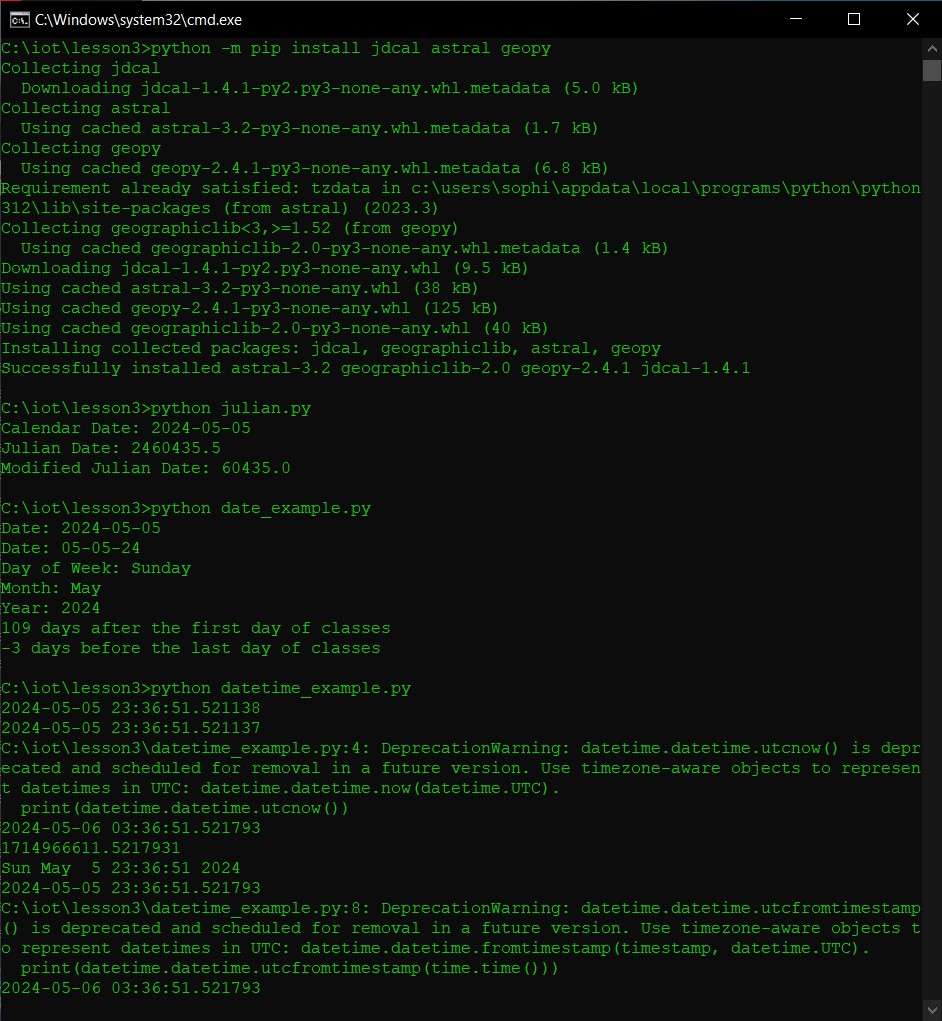 C:\Windows\system32\cmd.exe
C:\iot\lesson3>python -m pip install jdcal astral geopy
Collecting jdcal
  Downloading jdcal-1.4.1-py2.py3-none-any.whl.metadata (5.0 kB)
Collecting astral
  Using cached astral-3.2-py3-none-any.whl.metadata (1.7 kB)
Collecting geopy
  Using cached geopy-2.4.1-py3-none-any.whl.metadata (6.8 kB)
Requirement already satisfied: tzdata in c:\users\sophi\appdata\local\programs\python\python
312\lib\site-packages (from astral) (2023.3)
Collecting geographiclib<3,>=1.52 (from geopy)
  Using cached geographiclib-2.0-py3-none-any.whl.metadata (1.4 kB)
Downloading jdcal-1.4.1-py2.py3-none-any.whl (9.5 kB)
Using cached astral-3.2-py3-none-any.whl (38 kB)
Using cached geopy-2.4.1-py3-none-any.whl (125 kB)
Using cached geographiclib-2.0-py3-none-any.whl (40 kB)
Installing collected packages: jdcal, geographiclib, astral, geopy
Successfully installed astral-3.2 geographiclib-2.0 geopy-2.4.1 jdcal-1.4.1

C:\iot\lesson3>python julian.py
Calendar Date: 2024-05-05
Julian Date: 2460435.5
Modified Julian Date: 60435.0

C:\iot\lesson3>python date_example.py
Date: 2024-05-05
Date: 05-05-24
Day of Week: Sunday
Month: May
Year: 2024
109 days after the first day of classes
-3 days before the last day of classes

C:\iot\lesson3>python datetime_example.py
2024-05-05 23:36:51.521138
2024-05-05 23:36:51.521137
C:\iot\lesson3\datetime_example.py:4: DeprecationWarning: datetime.datetime.utcnow() is depr
ecated and scheduled for removal in a future version. Use timezone-aware objects to represen
t datetimes in UTC: datetime.datetime.now(datetime.UTC).
  print(datetime.datetime.utcnow())
2024-05-06 03:36:51.521793
1714966611.5217931
Sun May  5 23:36:51 2024
2024-05-05 23:36:51.521793
C:\iot\lesson3\datetime_example.py:8: DeprecationWarning: datetime.datetime.utcfromtimestamp
() is deprecated and scheduled for removal in a future version. Use timezone-aware objects t
o represent datetimes in UTC: datetime.datetime.fromtimestamp(timestamp, datetime.UTC).
  print(datetime.datetime.utcfromtimestamp(time.time()))
2024-05-06 03:36:51.521793